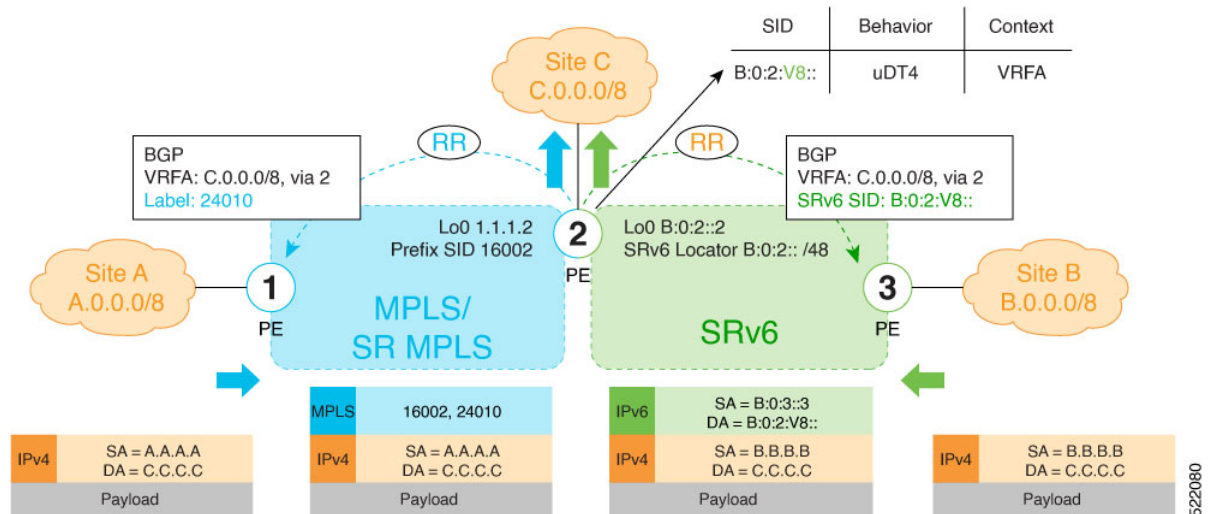 SID Behavior Context
B:0:2:V8:: uDT4 VRFA
Site C
C.0.0.0/8
RR
RR
BGP
VRFA: C.0.0.0/8, via 2
Label: 24010
BGP
VRFA: C.0.0.0/8, via 2
SRv6 SID: B:0:2:V8::
Lo0 1.1.1.2
Prefix SID 16002
2
PE
Lo0 B:0:2::2
SRv6 Locator B:0:2:: /48
Site A
A.0.0.0/8
1
PE
MPLS/
SR MPLS
SRv6
3
PE
Site B
B.0.0.0/8
IPv4
SA = A.A.A.A
DA = C.C.C.C
Payload
MPLS
16002, 24010
IPv4
SA = A.A.A.A
DA = C.C.C.C
Payload
IPv6
SA = B:0:3::3
DA = B:0:2:V8::
IPv4
SA = B.B.B.B
DA = C.C.C.C
Payload
IPv4
SA = B.B.B.B
DA = C.C.C.C
Payload
522080